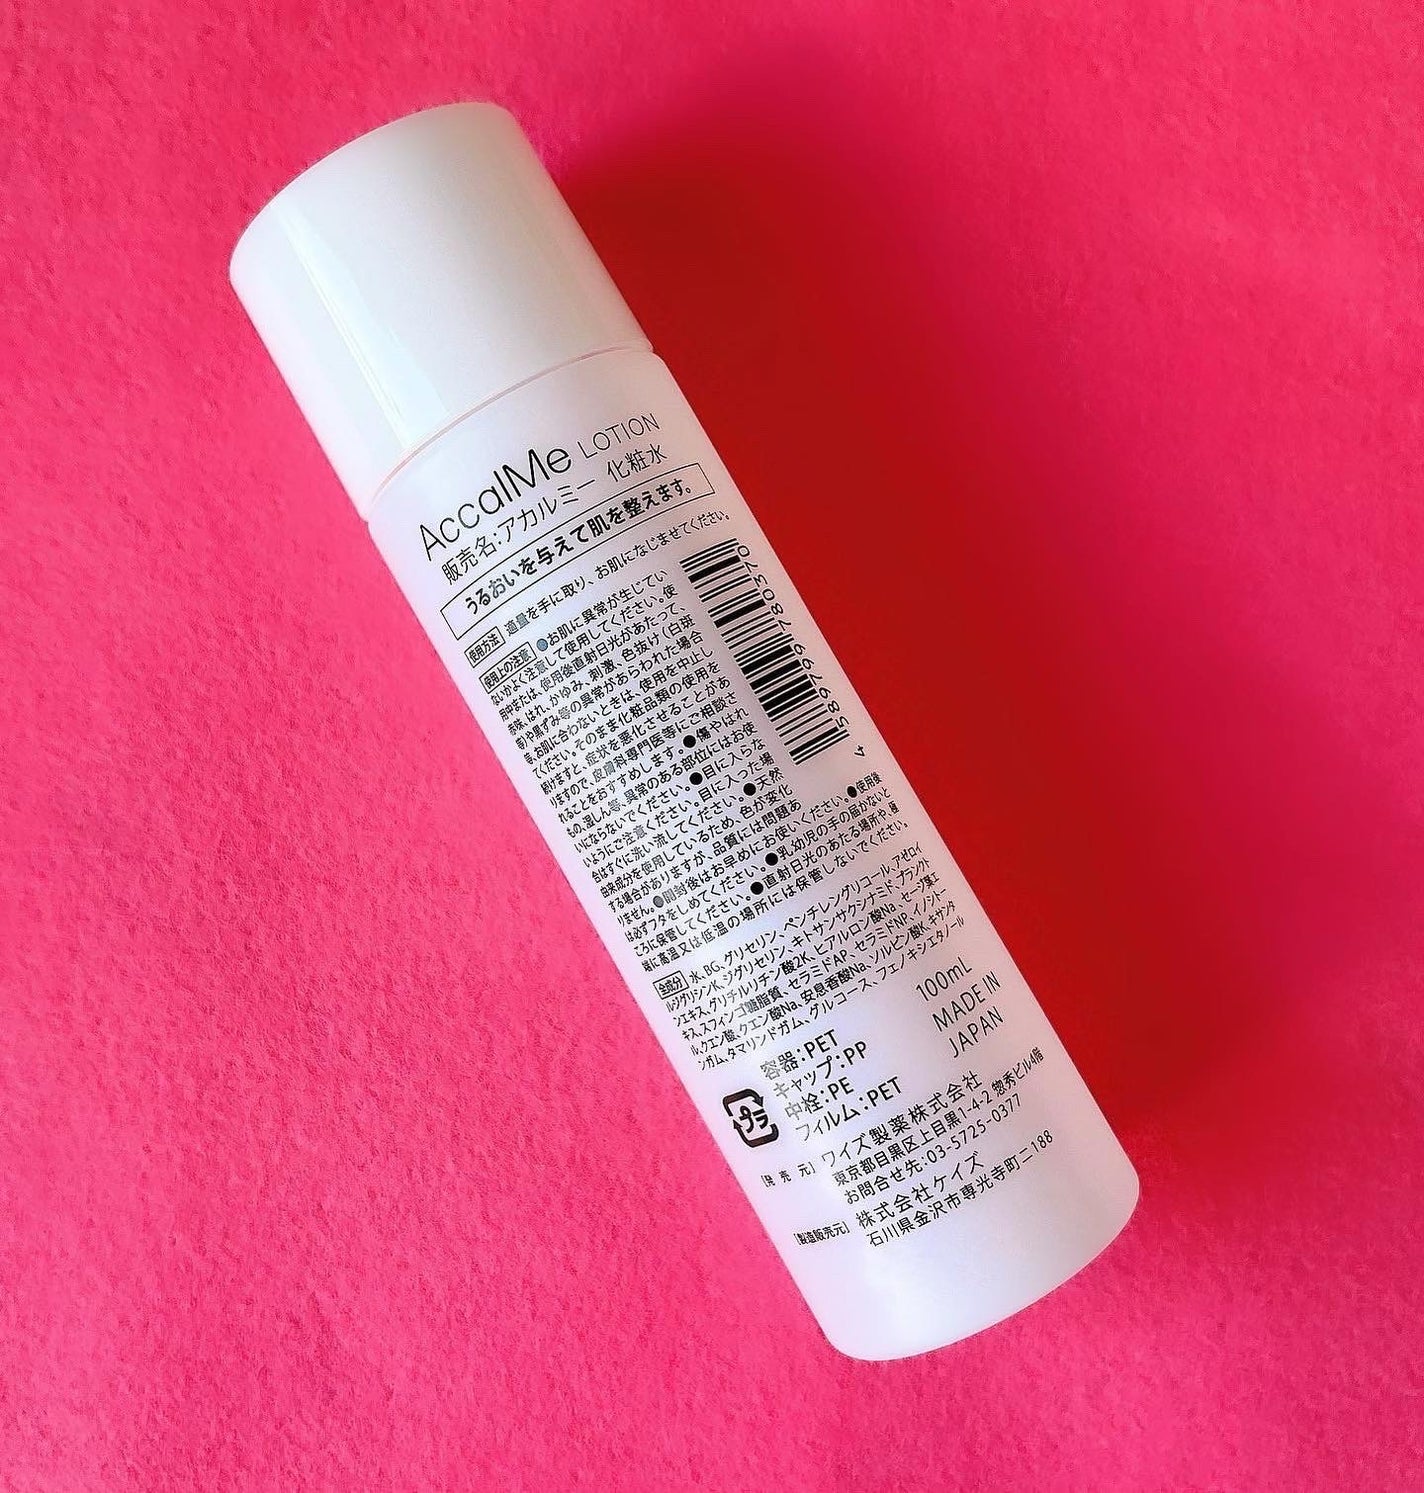 AccalMe LOTION
販売名:アカルミー 化粧水
うるおいを与えて肌を整えます。
使用方法 適量を手に取り、お肌になじませてください。
使用上の注意 ●お肌に異常が生じてい
ないかよく注意して使用してください。使
用中または、使用後直射日光があたって、
赤味、はれ、かゆみ、刺激、色抜け(白斑
等)や黒ずみ等の異常があらわれた場合
等、お肌に合わないときは、使用を中止し
てください。そのまま化粧品類の使用を
続けますと、症状を悪化させることがあ
りますので、皮膚科専門医等にご相談さ
れることをおすすめします。●傷やはれ
もの、湿しん等、異常のある部位にはお使
いにならないでください。●目に入らな
いようにご注意ください。目に入った場
合はすぐに洗い流してください。●天然
由来成分を使用しているため、色が変化
する場合がありますが、品質には問題あ
りません。●開封後はお早めにお使いください。●使用後
は必ずフタをしめてください。●乳幼児の手の届かないと
ころに保管してください。●直射日光のあたる場所や、極
端に高温又は低温の場所には保管しないでください。
4 589799 780370
全成分 水、BG、グリセリン、ペンチレングリコール、アゼロイ
ルジグリシンK、ジグリセリン、キトサンサクシナミド、プランクト
ンエキス、グリチルリチン酸2K、ヒアルロン酸Na、セージ葉エ
キス、スフィンゴ糖脂質、セラミドAP、セラミドNP、イノシトー
ル、クエン酸、クエン酸Na、安息香酸Na、ソルビン酸K、キサンタ
ンガム、タマリンドガム、グルコース、フェノキシエタノール
100mL
MADE IN
JAPAN
プラ
容器:PET
キャップ:PP
中栓:PE
フィルム:PET
[発売元] ワイズ製薬株式会社
東京都目黒区上目黒1-4-2 惣秀ビル4階
お問合せ先:03-5725-0377
[製造販売元] 株式会社ケイズ
石川県金沢市専光寺町ニ188